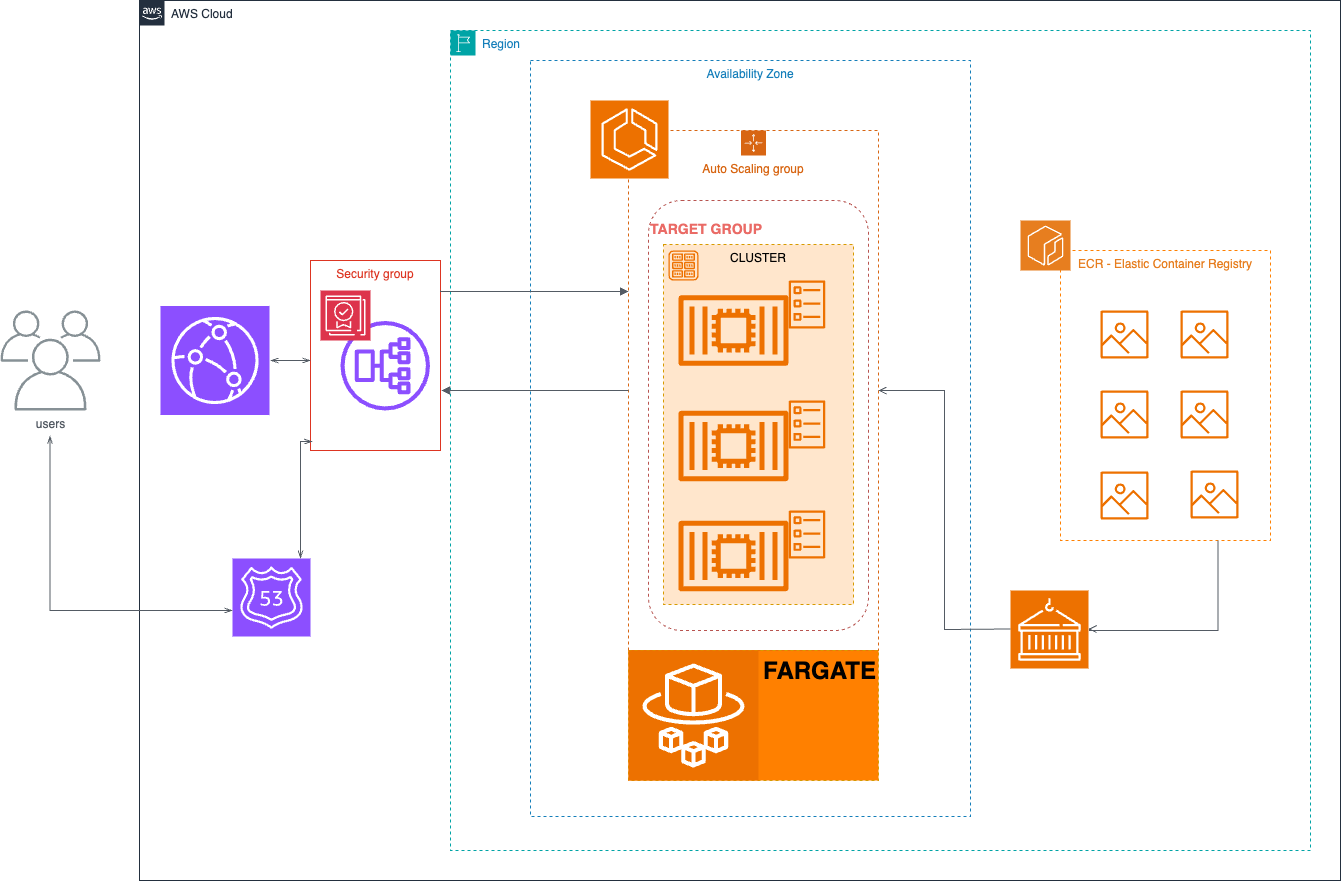 aws
AWS Cloud
Region
Availability Zone
Auto Scaling group
TARGET GROUP
CLUSTER
ECR - Elastic Container Registry
Security group
users
53
FARGATE